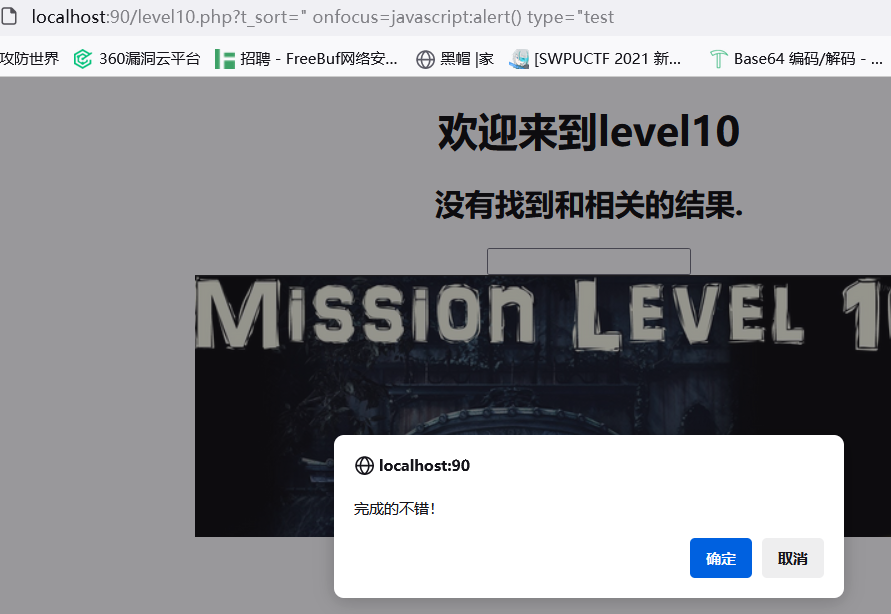 localhost:90/level10.php?t_sort=" onfocus=javascript:alert() type="test
攻防世界 360漏洞云平台 招聘 - FreeBuf网络安... 黑帽 |家 [SWPUCTF 2021 新... Base64 编码/解码 - ...
欢迎来到level10
没有找到和相关的结果.
Mission Level 10
localhost:90
完成的不错！
确定 取消